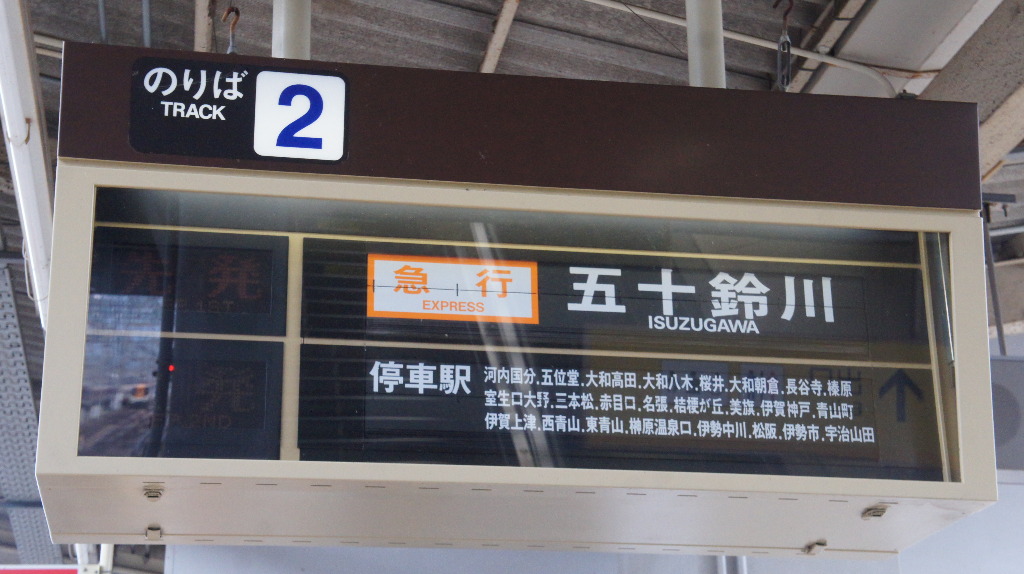 のりば
TRACK
2
急行
EXPRESS
五十鈴川
ISUZUGAWA
停車駅
河内国分.五位堂.大和高田.大和八木.桜井.大和朝倉.長谷寺.榛原
室生口大野.三本松.赤目口.名張.桔梗が丘.美旗.伊賀神戸.青山町
伊賀上津.西青山.東青山.榊原温泉口.伊勢中川.松阪.伊勢市.宇治山田